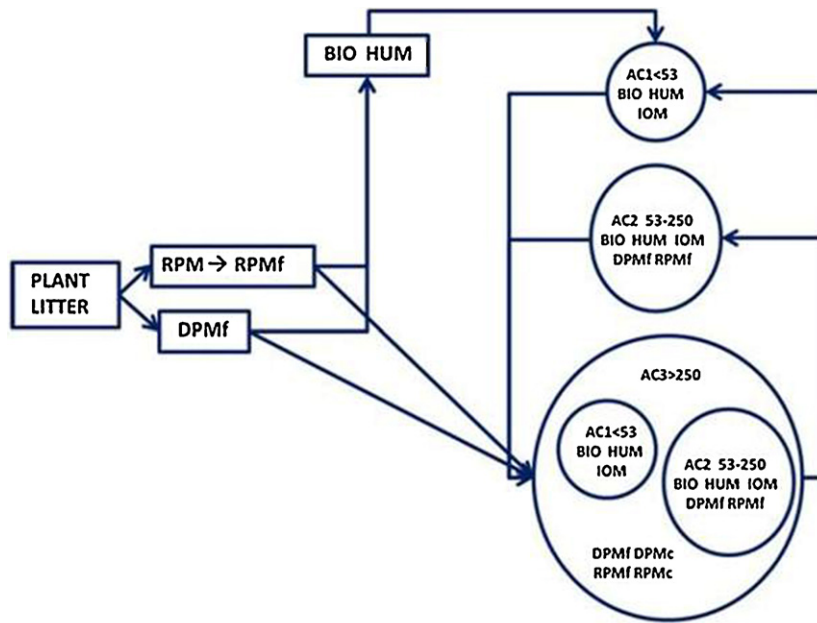 BIO HUM
AC1<53
BIO HUM
IOM
AC2 53-250
BIO HUM IOM
DPMf RPMf
PLANT
LITTER
RPM → RPMf
DPMf
AC3>250
AC1<53
BIO HUM
IOM
AC2 53-250
BIO HUM IOM
DPMf RPMf
DPMf DPMc
RPMf RPMc